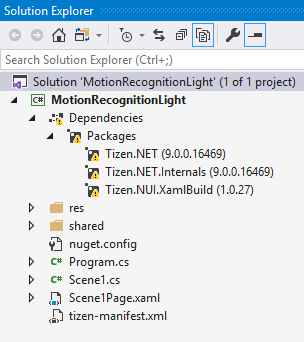 Solution Explorer
Search Solution Explorer (Ctrl+;)
Solution 'MotionRecognitionLight' (1 of 1 project)
C# MotionRecognitionLight
Dependencies
Packages
Tizen.NET (9.0.0.16469)
Tizen.NET.Internals (9.0.0.16469)
Tizen.NUI.XamlBuild (1.0.27)
res
shared
nuget.config
C# Program.cs
C# Scene1.cs
Scene1Page.xaml
tizen-manifest.xml